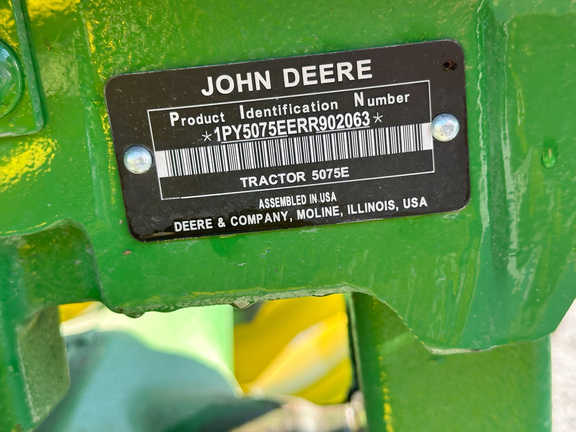 JOHN DEERE
Product Identification Number
*1PY5075EERR902063*
TRACTOR 5075E
ASSEMBLED IN USA
DEERE & COMPANY, MOLINE, ILLINOIS, USA